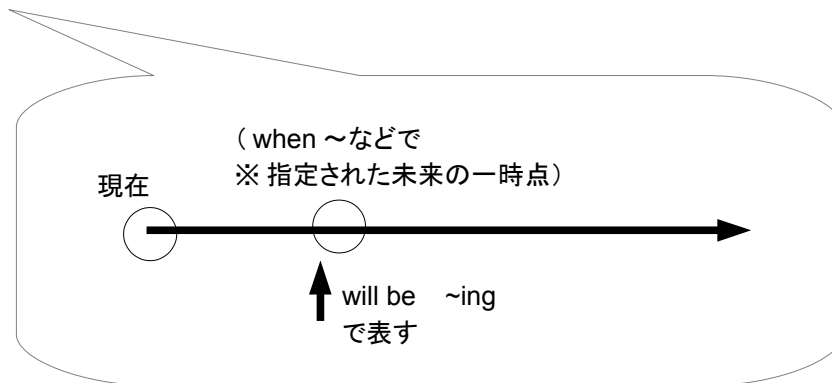 ( when ～などで
※ 指定された未来の一時点）
現在
will be ~ing
で表す